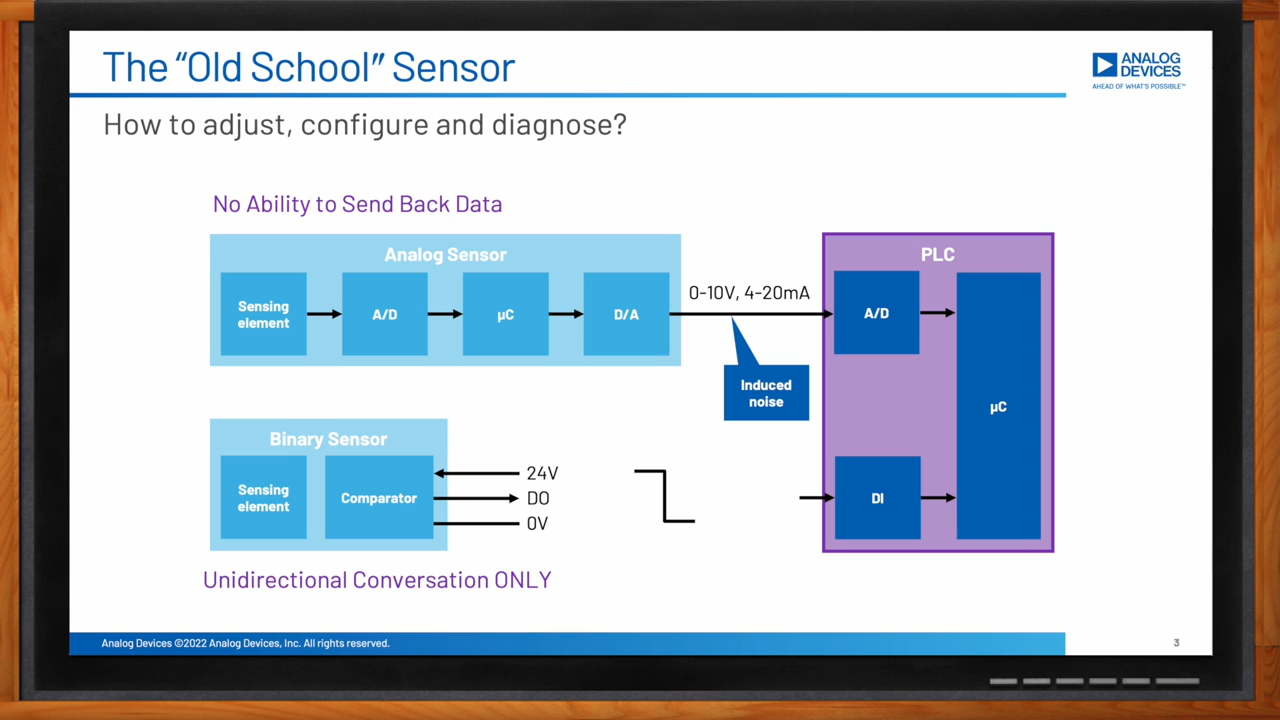 The “Old School” Sensor
ANALOG
DEVICES
AHEAD OF WHAT'S POSSIBLE™
How to adjust, configure and diagnose?
No Ability to Send Back Data
Analog Sensor
Sensing
element
A/D
µC
D/A
0-10V, 4-20mA
Induced
noise
PLC
A/D
µC
DI
Binary Sensor
Sensing
element
Comparator
24V
DO
0V
Unidirectional Conversation ONLY
Analog Devices ©2022 Analog Devices, Inc. All rights reserved.
3